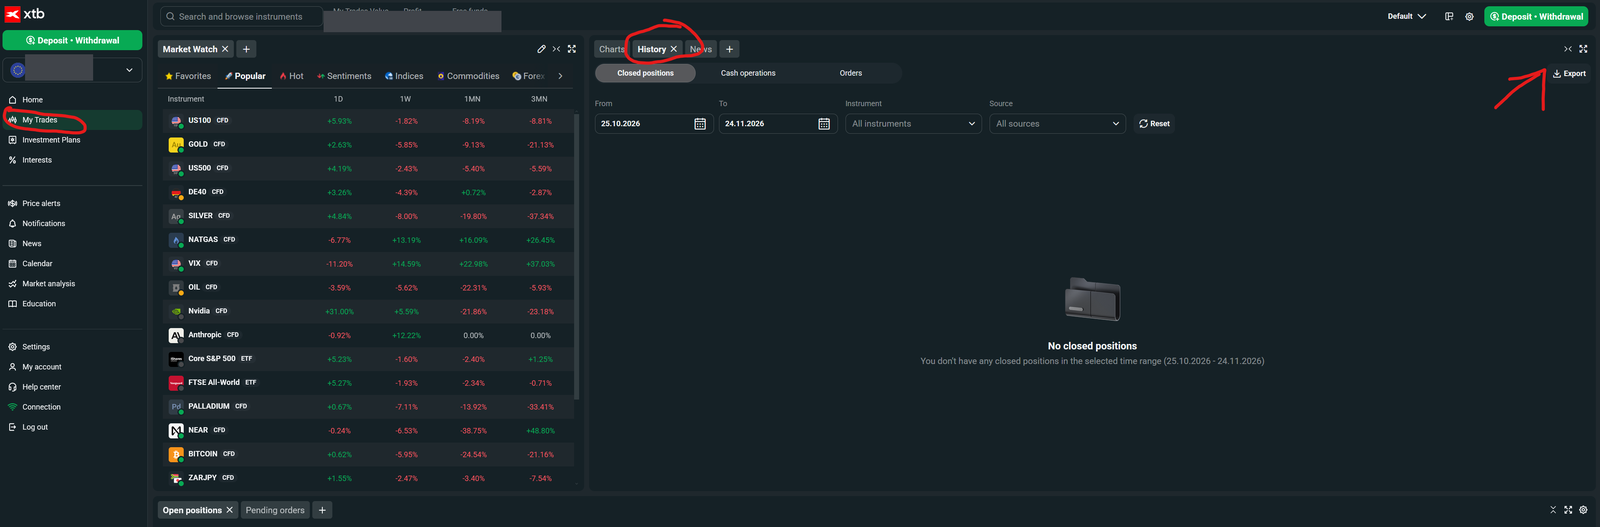 xtb
Search and browse instruments
My Trades Value Profit Free funds
Default
Deposit • Withdrawal
Deposit • Withdrawal
Home
My Trades
Investment Plans
Interests
Price alerts
Notifications
News
Calendar
Market analysis
Education
Settings
My account
Help center
Connection
Log out
Market Watch
Favorites Popular Hot Sentiments Indices Commodities Forex
Instrument 1D 1W 1MN 3MN
US100 CFD +5.93% -1.82% -8.19% -8.81%
GOLD CFD +2.63% -5.85% -9.13% -21.13%
US500 CFD +4.19% -2.43% -5.40% -5.59%
DE40 CFD +3.26% -4.39% +0.72% -2.87%
SILVER CFD +4.84% -8.00% -19.80% -37.34%
NATGAS CFD -6.77% +13.19% +16.09% +26.45%
VIX CFD -11.20% +14.59% +22.98% +37.03%
OIL CFD -3.59% -5.62% -22.31% -5.93%
Nvidia CFD +31.00% +5.59% -21.86% -23.18%
Anthropic CFD -0.92% +12.22% 0.00% 0.00%
Core S&P 500 ETF +5.23% -1.60% -2.40% +1.25%
FTSE All-World ETF +5.27% -1.93% -2.34% -0.71%
PALLADIUM CFD +0.67% -7.11% -13.92% -33.41%
NEAR CFD -0.24% -6.53% -38.75% +48.80%
BITCOIN CFD +0.62% -5.95% -24.54% -21.16%
ZARJPY CFD +1.55% -2.47% -3.40% -7.54%
Charts History News
Closed positions Cash operations Orders
Export
From To Instrument Source
25.10.2026 24.11.2026 All instruments All sources Reset
No closed positions
You don't have any closed positions in the selected time range (25.10.2026 - 24.11.2026)
Open positions Pending orders